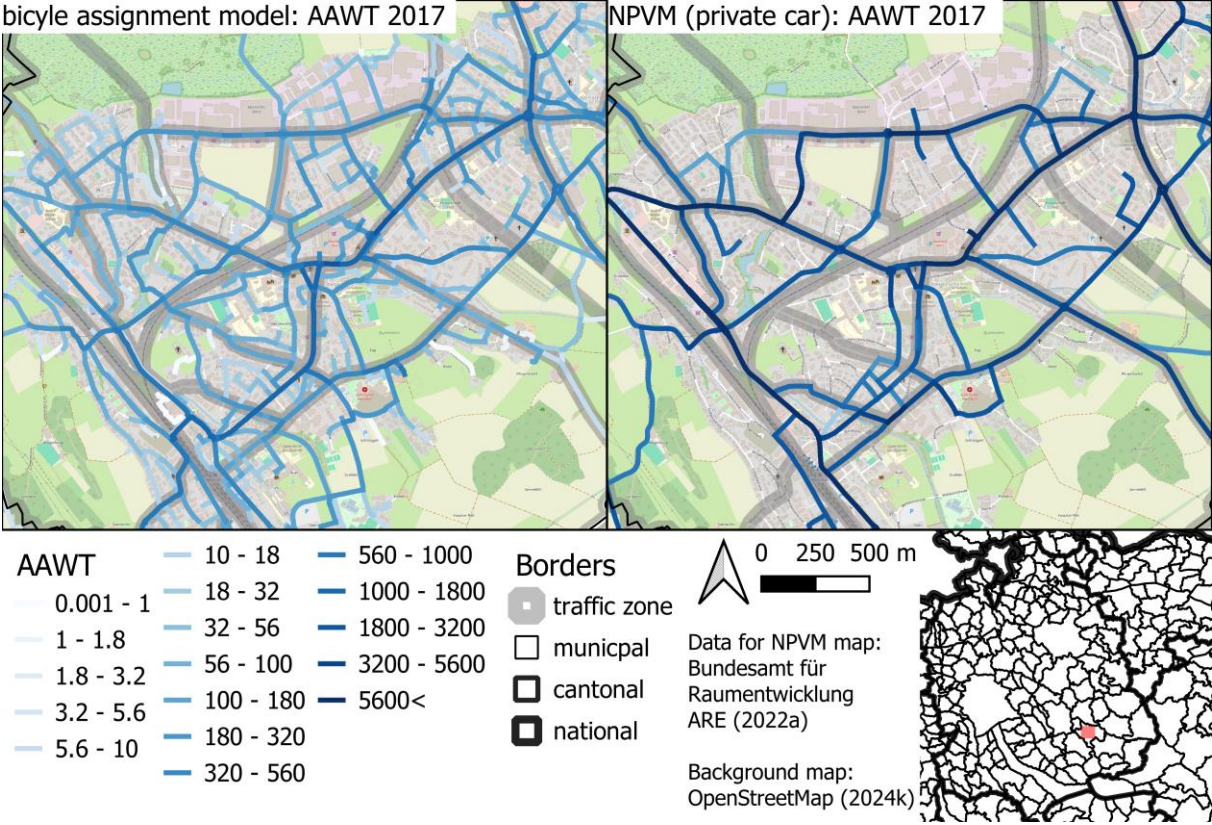 bicyle assignment model: AAWT 2017
NPVM (private car): AAWT 2017
AAWT
0.001 - 1
1 - 1.8
1.8 - 3.2
3.2 - 5.6
5.6 - 10
10 - 18
18 - 32
32 - 56
56 - 100
100 - 180
180 - 320
320 - 560
560 - 1000
1000 - 1800
1800 - 3200
3200 - 5600
5600<
Borders
traffic zone
municpal
cantonal
national
0 250 500 m
Data for NPVM map:
Bundesamt für
Raumentwicklung
ARE (2022a)
Background map:
OpenStreetMap (2024k)